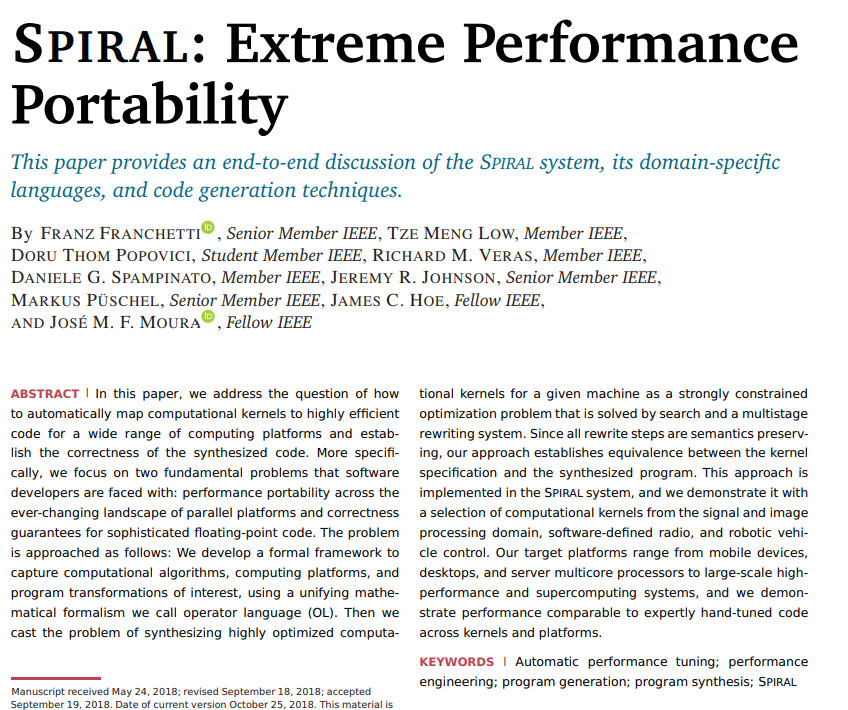 SPIRAL: Extreme Performance
Portability
This paper provides an end-to-end discussion of the SPIRAL system, its domain-specific
languages, and code generation techniques.
By FRANZ FRANCHETTI, Senior Member IEEE, TZE MENG LOW, Member IEEE,
DORU THOM POPOVICI, Student Member IEEE, RICHARD M. VERAS, Member IEEE,
DANIELE G. SPAMPINATO, Member IEEE, JEREMY R. JOHNSON, Senior Member IEEE,
MARKUS PÜSCHEL, Senior Member IEEE, JAMES C. HOE, Fellow IEEE,
AND JOSÉ M. F. MOURA, Fellow IEEE
ABSTRACT | In this paper, we address the question of how
to automatically map computational kernels to highly efficient
code for a wide range of computing platforms and estab-
lish the correctness of the synthesized code. More specifi-
cally, we focus on two fundamental problems that software
developers are faced with: performance portability across the
ever-changing landscape of parallel platforms and correctness
guarantees for sophisticated floating-point code. The problem
is approached as follows: We develop a formal framework to
capture computational algorithms, computing platforms, and
program transformations of interest, using a unifying mathe-
matical formalism we call operator language (OL). Then we
cast the problem of synthesizing highly optimized computa-
Manuscript received May 24, 2018; revised September 18, 2018; accepted
September 19, 2018. Date of current version October 25, 2018. This material is
tional kernels for a given machine as a strongly constrained
optimization problem that is solved by search and a multistage
rewriting system. Since all rewrite steps are semantics preserv-
ing, our approach establishes equivalence between the kernel
specification and the synthesized program. This approach is
implemented in the SPIRAL system, and we demonstrate it with
a selection of computational kernels from the signal and image
processing domain, software-defined radio, and robotic vehi-
cle control. Our target platforms range from mobile devices,
desktops, and server multicore processors to large-scale high-
performance and supercomputing systems, and we demon-
strate performance comparable to expertly hand-tuned code
across kernels and platforms.
KEYWORDS | Automatic performance tuning; performance
engineering; program generation; program synthesis; SPIRAL